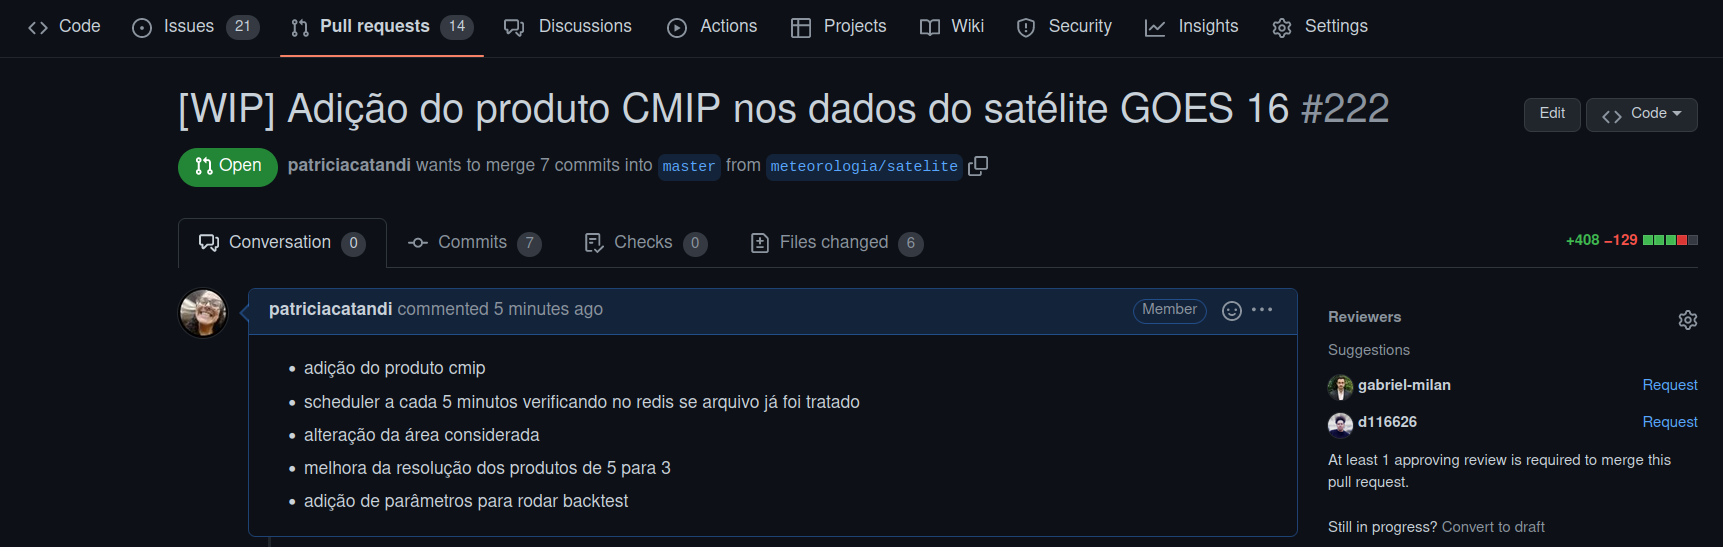 Code Issues 21 Pull requests 14 Discussions Actions Projects Wiki Security Insights Settings
[WIP] Adição do produto CMIP nos dados do satélite GOES 16 #222
Edit Code
Open patriciacatandi wants to merge 7 commits into master from meteorologia/satelite
Conversation 0 Commits 7 Checks 0 Files changed 6 +408 −129
patriciacatandi commented 5 minutes ago Member
• adição do produto cmip
• scheduler a cada 5 minutos verificando no redis se arquivo já foi tratado
• alteração da área considerada
• melhora da resolução dos produtos de 5 para 3
• adição de parâmetros para rodar backtest
Reviewers
Suggestions
gabriel-milan Request
d116626 Request
At least 1 approving review is required to merge this
pull request.
Still in progress? Convert to draft